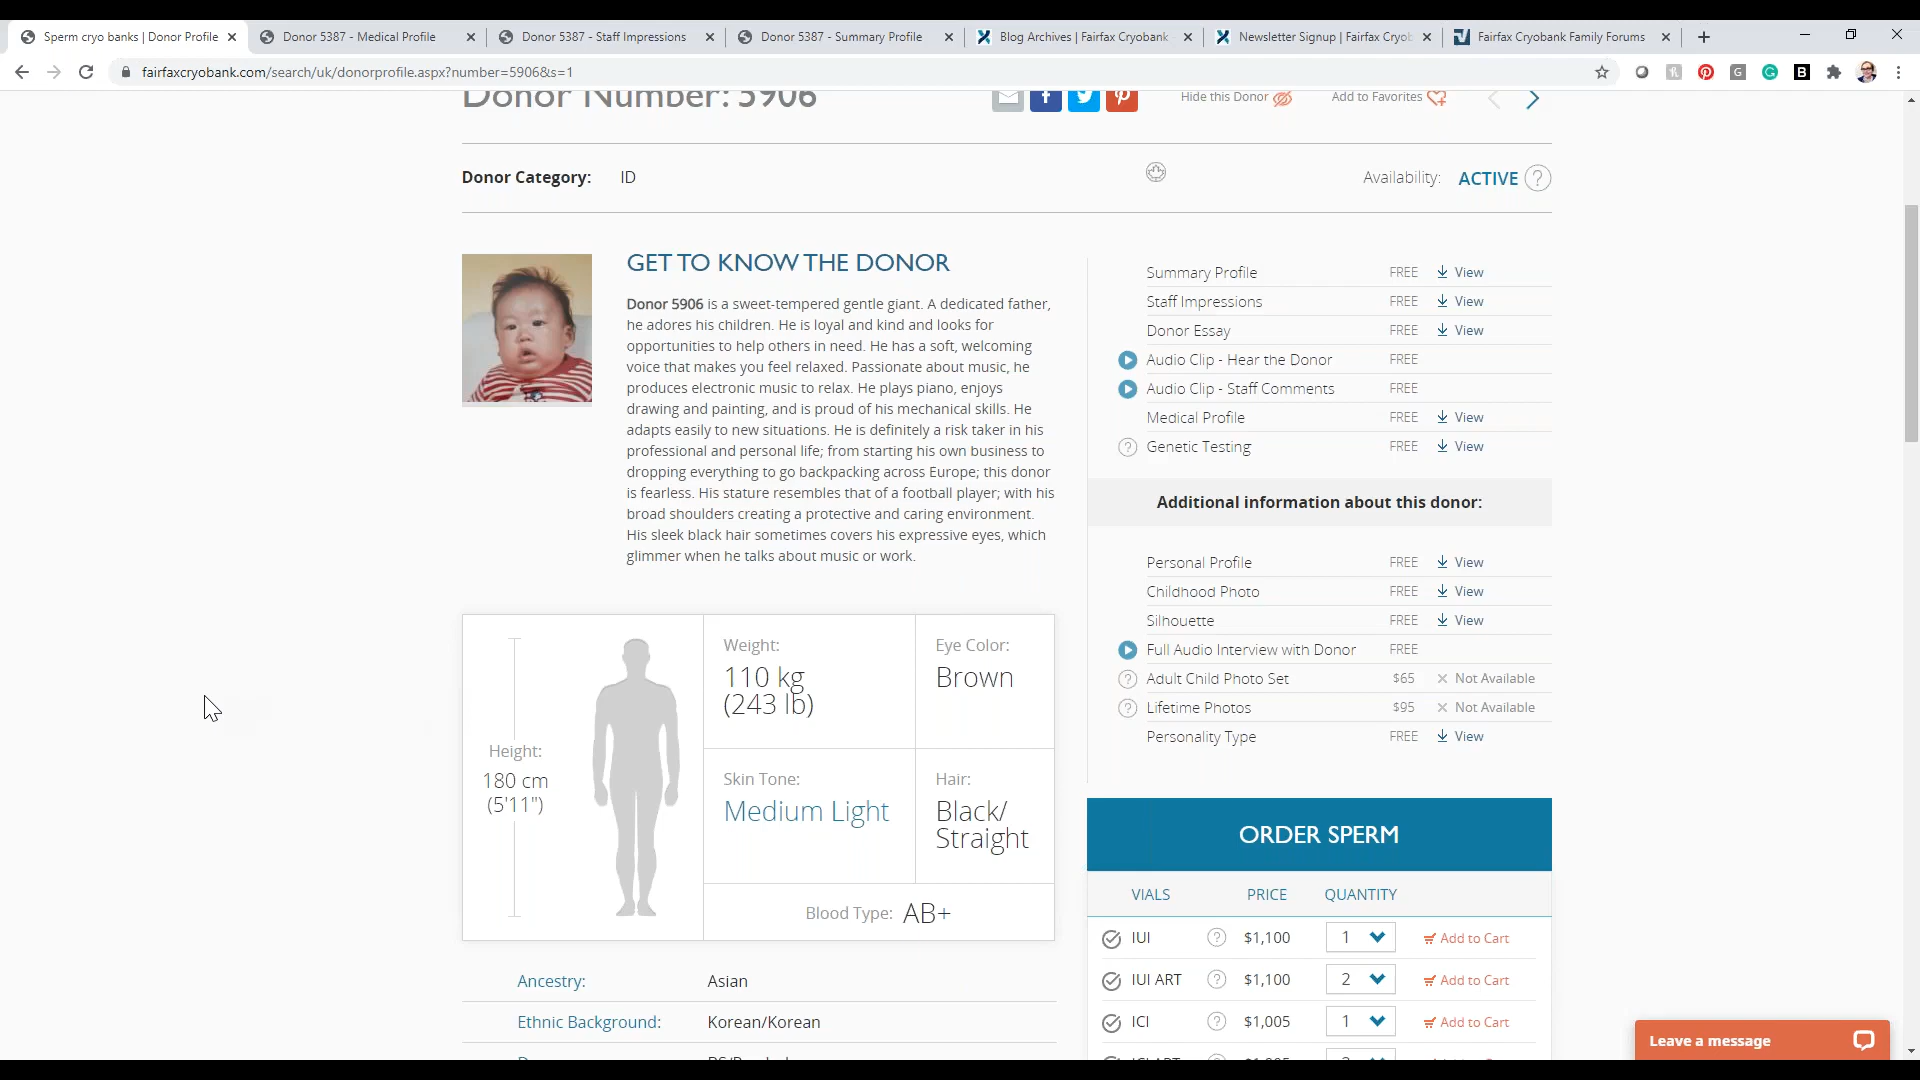 Sperm cryo banks | Donor Profile
Donor 5387 - Medical Profile
Donor 5387 - Staff Impressions
Donor 5387 - Summary Profile
Blog Archives | Fairfax Cryobank
Newsletter Signup | Fairfax Cryob
Fairfax Cryobank Family Forums
fairfaxcryobank.com/search/uk/donorprofile.aspx?number=5906&s=1
Donor Number: 5906
Hide this Donor
Add to Favorites
Donor Category: ID
Availability: ACTIVE ?
GET TO KNOW THE DONOR
Donor 5906 is a sweet-tempered gentle giant. A dedicated father,
he adores his children. He is loyal and kind and looks for
opportunities to help others in need. He has a soft, welcoming
voice that makes you feel relaxed. Passionate about music, he
produces electronic music to relax. He plays piano, enjoys
drawing and painting, and is proud of his mechanical skills. He
adapts easily to new situations. He is definitely a risk taker in his
professional and personal life; from starting his own business to
dropping everything to go backpacking across Europe; this donor
is fearless. His stature resembles that of a football player; with his
broad shoulders creating a protective and caring environment.
His sleek black hair sometimes covers his expressive eyes, which
glimmer when he talks about music or work.
Summary Profile FREE View
Staff Impressions FREE View
Donor Essay FREE View
Audio Clip - Hear the Donor FREE
Audio Clip - Staff Comments FREE
Medical Profile FREE View
? Genetic Testing FREE View
Additional information about this donor:
Personal Profile FREE View
Childhood Photo FREE View
Silhouette FREE View
Full Audio Interview with Donor FREE
? Adult Child Photo Set $65 × Not Available
? Lifetime Photos $95 × Not Available
Personality Type FREE View
Height:
180 cm
(5'11")
Weight:
110 kg
(243 lb)
Eye Color:
Brown
Skin Tone:
Medium Light
Hair:
Black/
Straight
Blood Type: AB+
Ancestry: Asian
Ethnic Background: Korean/Korean
ORDER SPERM
VIALS PRICE QUANTITY
IUI ? $1,100 1 Add to Cart
IUI ART ? $1,100 2 Add to Cart
ICI ? $1,005 1 Add to Cart
Leave a message